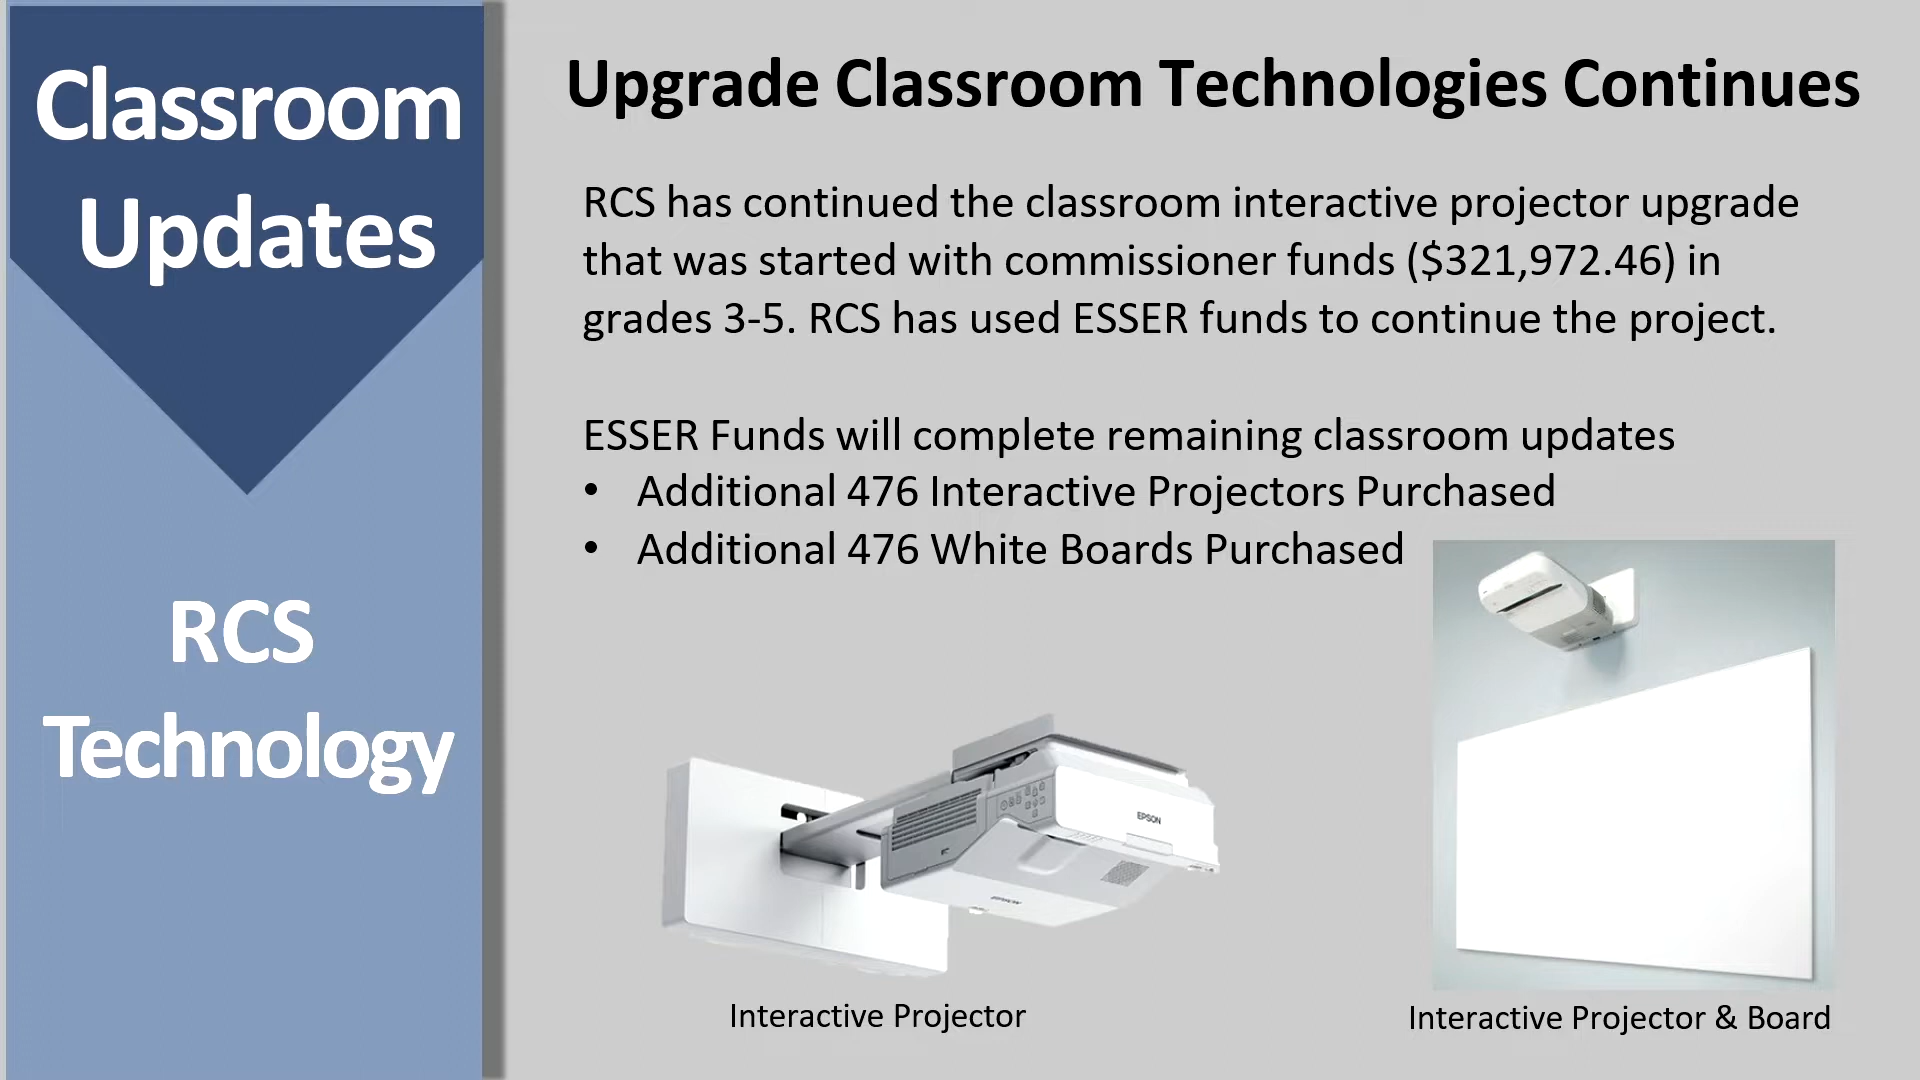 Classroom
Updates
RCS
Technology
Upgrade Classroom Technologies Continues
RCS has continued the classroom interactive projector upgrade
that was started with commissioner funds ($321,972.46) in
grades 3-5. RCS has used ESSER funds to continue the project.
ESSER Funds will complete remaining classroom updates
• Additional 476 Interactive Projectors Purchased
• Additional 476 White Boards Purchased
EPSON
EPSON
Interactive Projector
Interactive Projector & Board